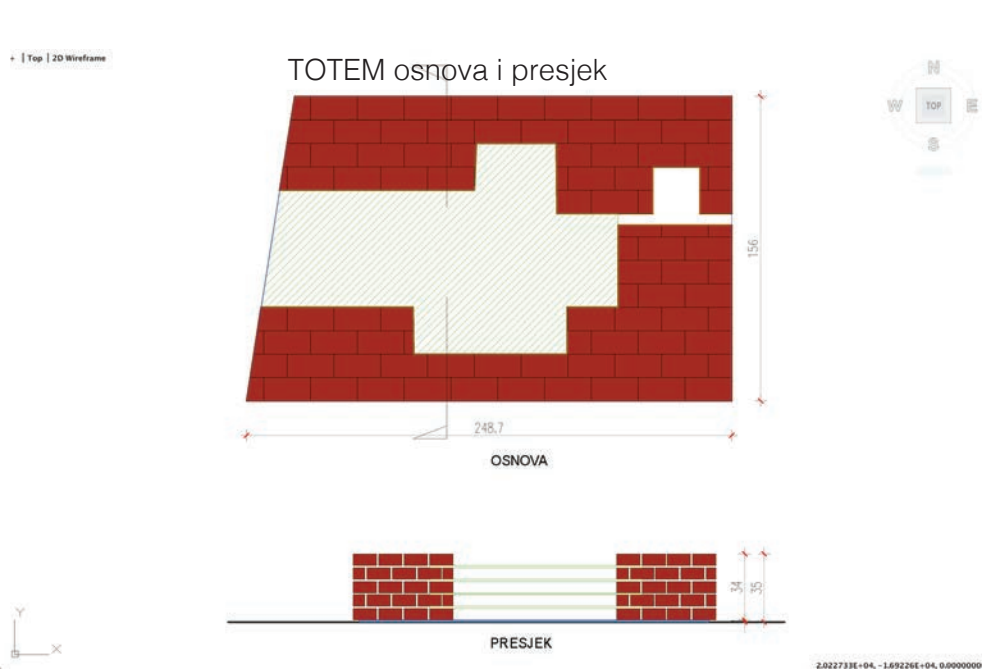 + | Top | 2D Wireframe
TOTEM osnova i presjek
N
W
TOP
E
S
156
248.7
OSNOVA
34
35
PRESJEK
Y
X
2.022733E+04, -1.69226E+04, 0.0000000